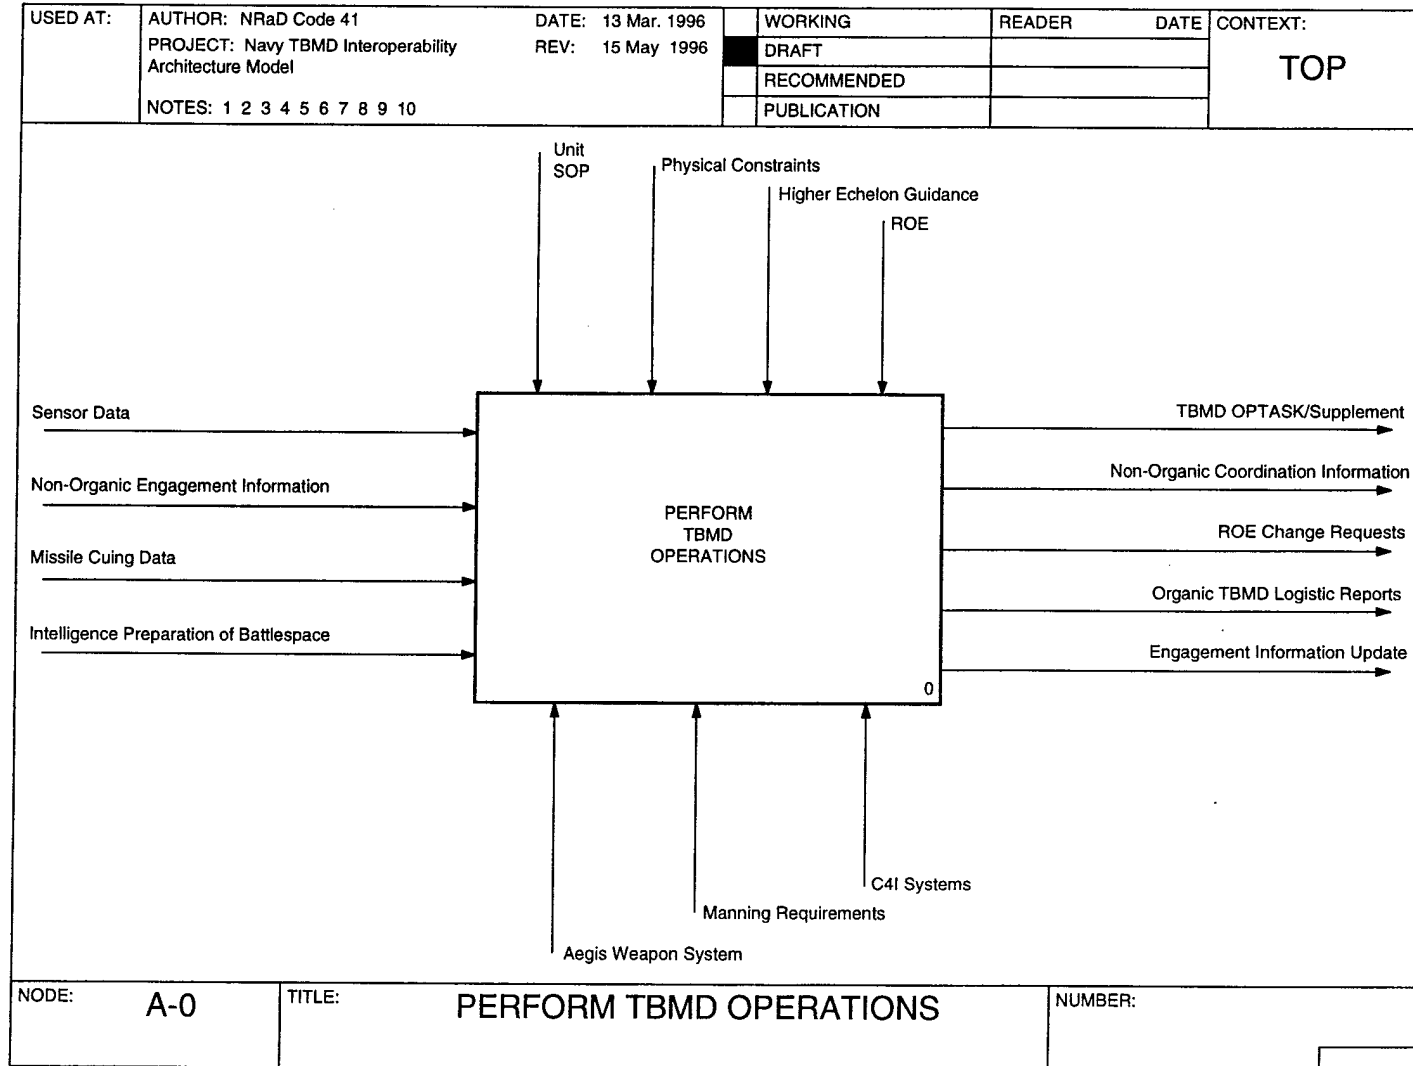 USED AT:
AUTHOR: NRaD Code 41
DATE: 13 Mar. 1996
PROJECT: Navy TBMD Interoperability
Architecture Model
REV: 15 May 1996
NOTES: 1 2 3 4 5 6 7 8 9 10
WORKING
DRAFT
RECOMMENDED
PUBLICATION
READER DATE
CONTEXT:
TOP
Unit
SOP
Physical Constraints
Higher Echelon Guidance
ROE
Sensor Data
Non-Organic Engagement Information
Missile Cuing Data
Intelligence Preparation of Battlespace
PERFORM
TBMD
OPERATIONS
0
TBMD OPTASK/Supplement
Non-Organic Coordination Information
ROE Change Requests
Organic TBMD Logistic Reports
Engagement Information Update
C4I Systems
Manning Requirements
Aegis Weapon System
NODE:
A-0
TITLE:
PERFORM TBMD OPERATIONS
NUMBER: